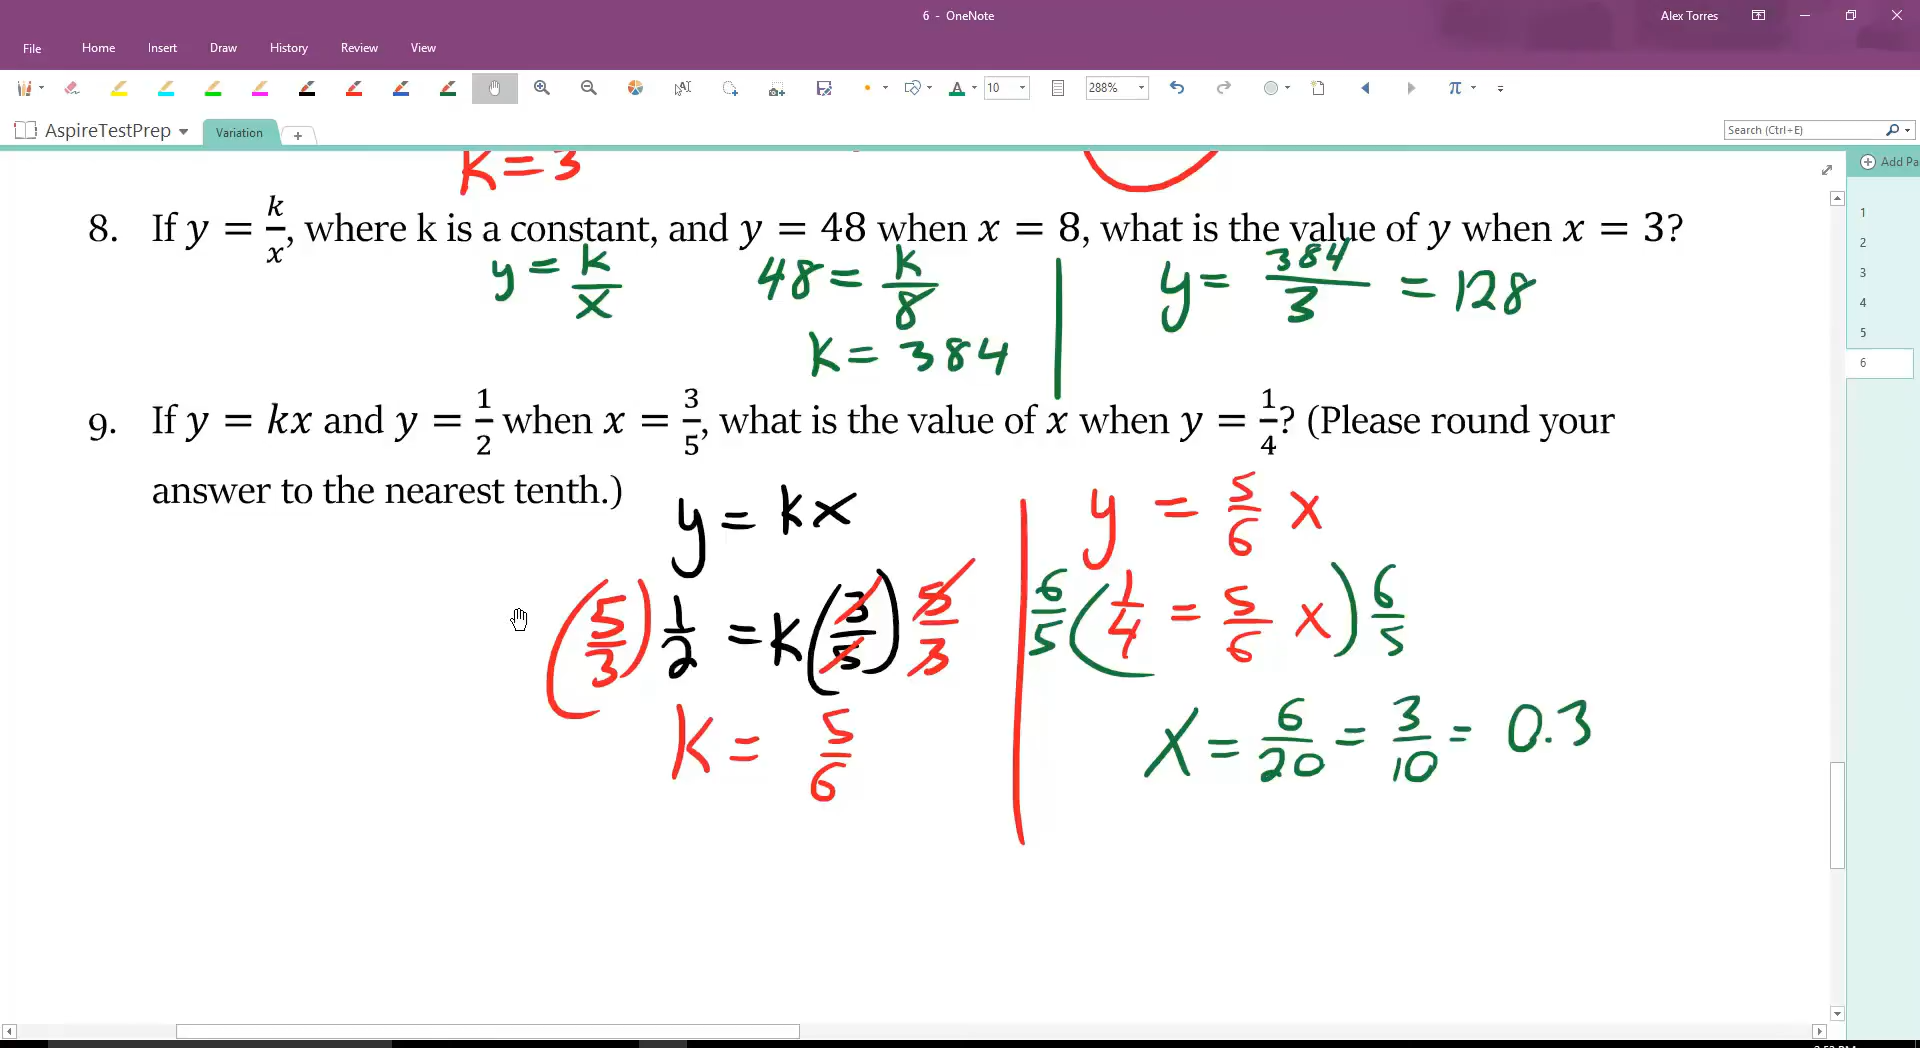 6 - OneNote
Alex Torres
File Home Insert Draw History Review View
10 288% π
AspireTestPrep Variation + Search (Ctrl+E)
Add Pa
K = 3
8. If y = k/x, where k is a constant, and y = 48 when x = 8, what is the value of y when x = 3?
y = k/x 48 = k/8 y = 384/3 = 128
k = 384
9. If y = kx and y = 1/2 when x = 3/5, what is the value of x when y = 1/4? (Please round your
answer to the nearest tenth.)
y = kx y = 5/6 x
(5/3) 1/2 = k (3/5) 5/3 6/5 (1/4 = 5/6 x) 6/5
K = 5/6 X = 6/20 = 3/10 = 0.3
1
2
3
4
5
6